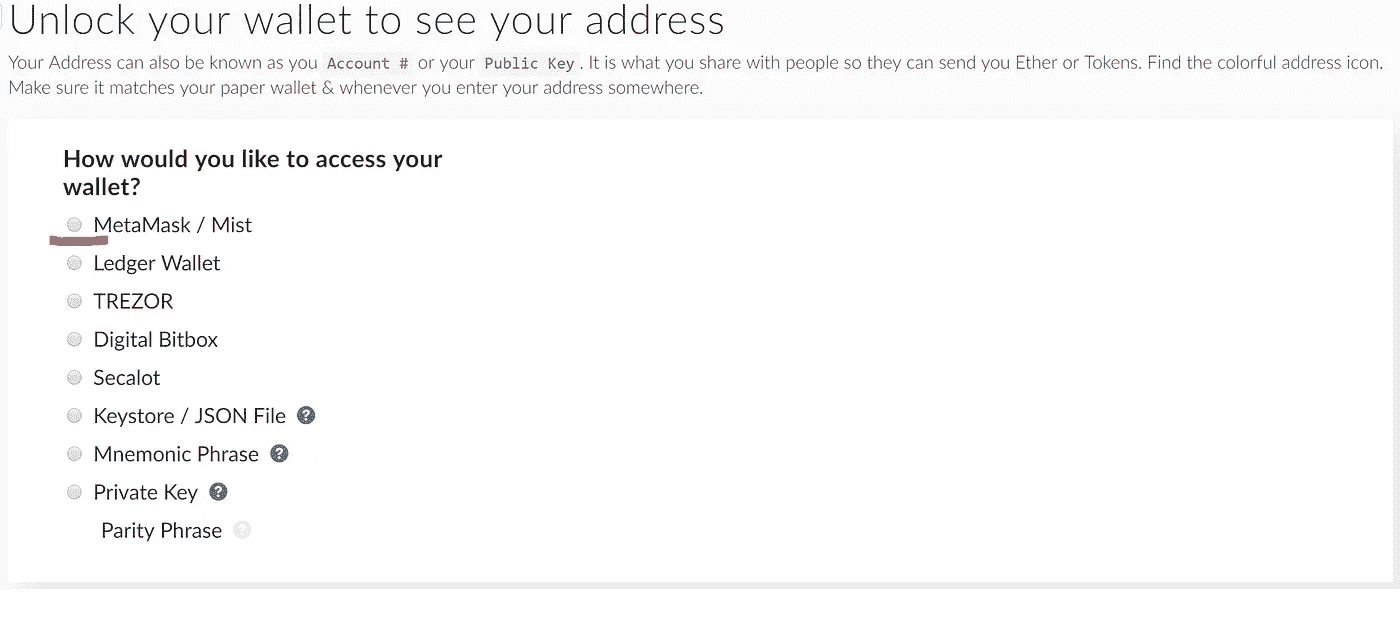 Unlock your wallet to see your address
Your Address can also be known as you Account # or your Public Key . It is what you share with people so they can send you Ether or Tokens. Find the colorful address icon.
Make sure it matches your paper wallet & whenever you enter your address somewhere.
How would you like to access your
wallet?
MetaMask / Mist
Ledger Wallet
TREZOR
Digital Bitbox
Secalot
Keystore / JSON File ?
Mnemonic Phrase ?
Private Key ?
Parity Phrase ?